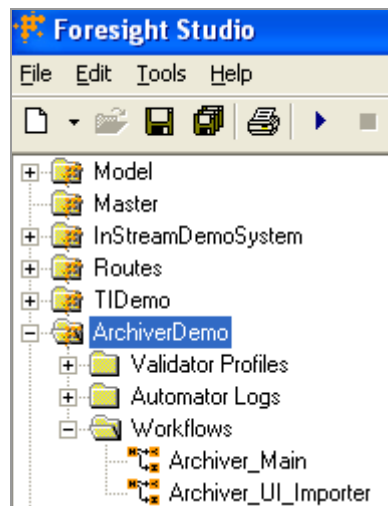 Foresight Studio
File Edit Tools Help
Model
Master
InStreamDemoSystem
Routes
TIDemo
ArchiverDemo
Validator Profiles
Automator Logs
Workflows
Archiver_Main
Archiver_UI_Importer